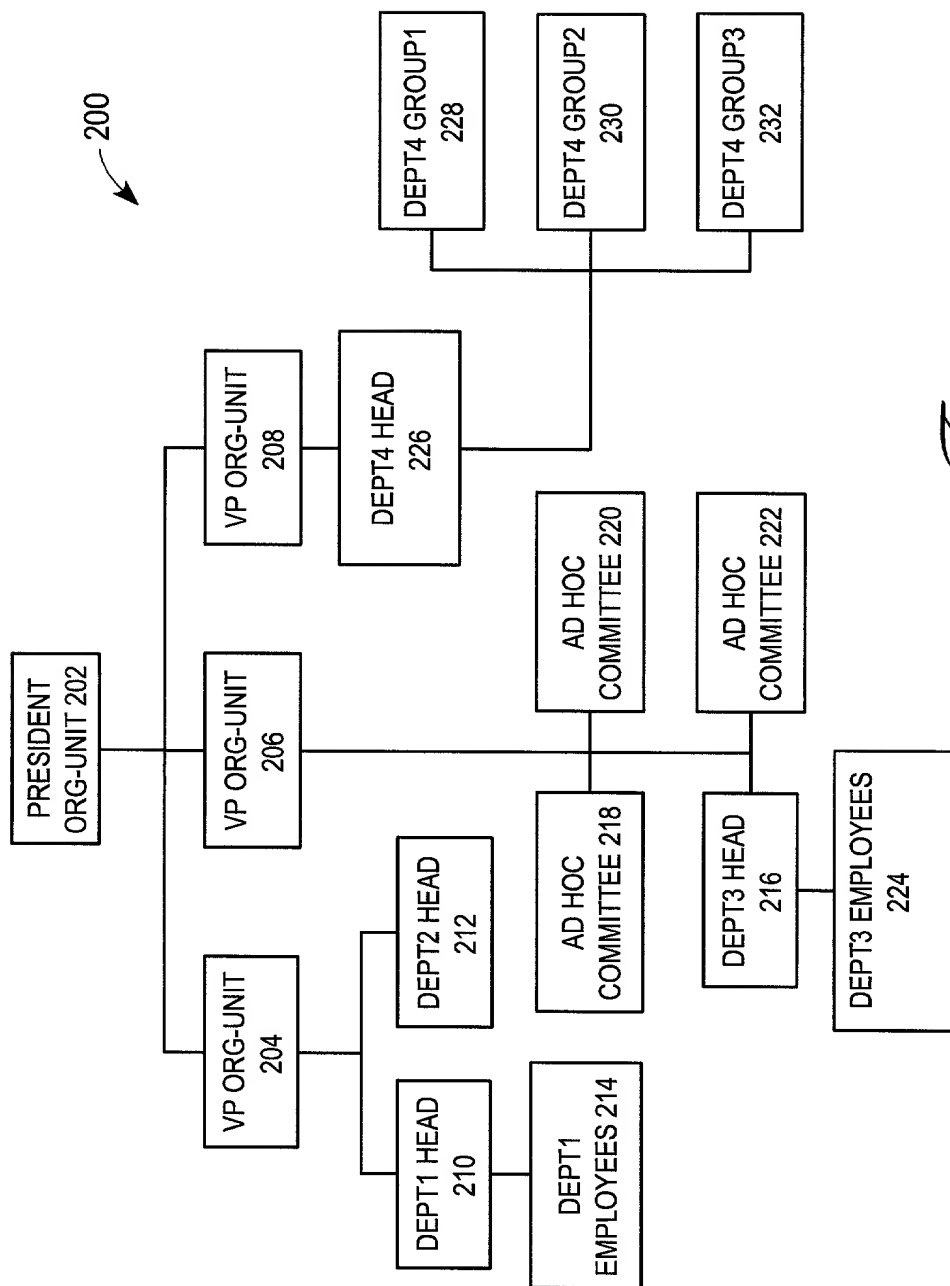 200
PRESIDENT
ORG-UNIT 202
VP ORG-UNIT
204
VP ORG-UNIT
206
VP ORG-UNIT
208
DEPT1 HEAD
210
DEPT2 HEAD
212
DEPT4 HEAD
226
DEPT1
EMPLOYEES 214
AD HOC
COMMITTEE 218
AD HOC
COMMITTEE 220
DEPT4 GROUP1
228
DEPT4 GROUP2
230
DEPT4 GROUP3
232
DEPT3 HEAD
216
AD HOC
COMMITTEE 222
DEPT3 EMPLOYEES
224